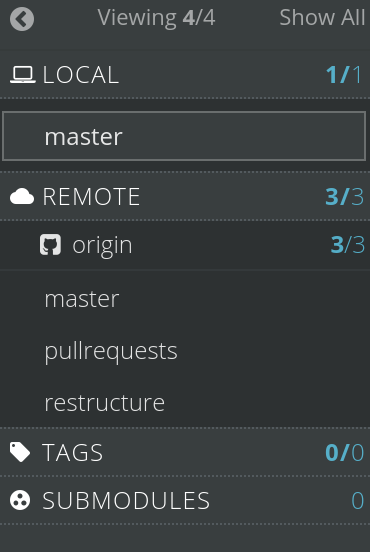 Viewing 4/4 Show All
LOCAL 1/1
master
REMOTE 3/3
origin 3/3
master
pullrequests
restructure
TAGS 0/0
SUBMODULES 0